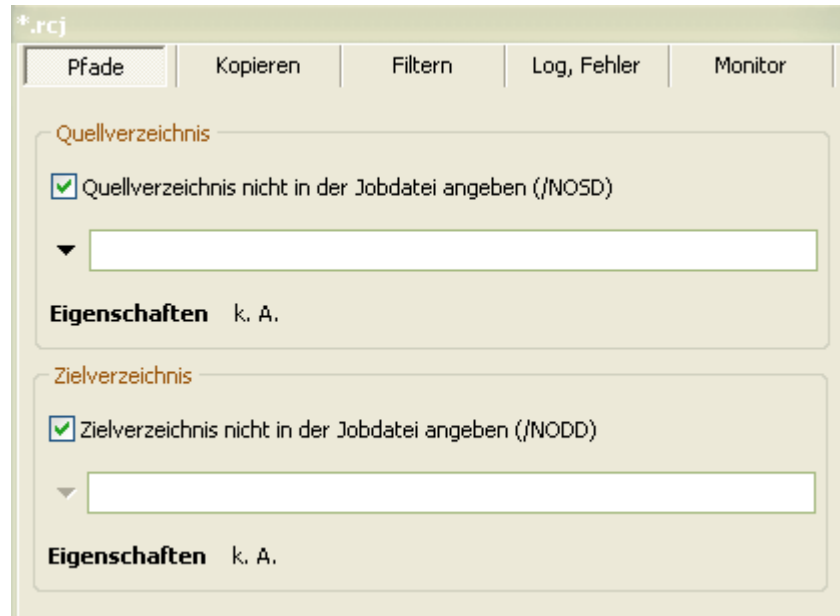 *.rcj
Pfade Kopieren Filtern Log, Fehler Monitor
Quellverzeichnis
Quellverzeichnis nicht in der Jobdatei angeben (/NOSD)
Eigenschaften k. A.
Zielverzeichnis
Zielverzeichnis nicht in der Jobdatei angeben (/NODD)
Eigenschaften k. A.